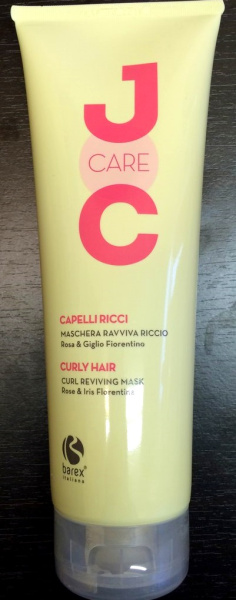 J
CARE
C
CAPELLI RICCI
MASCHERA RAVVIVA RICCIO
Rosa & Giglio Fiorentino
CURLY HAIR
CURL REVIVING MASK
Rose & Iris Florentina
barex
italiana